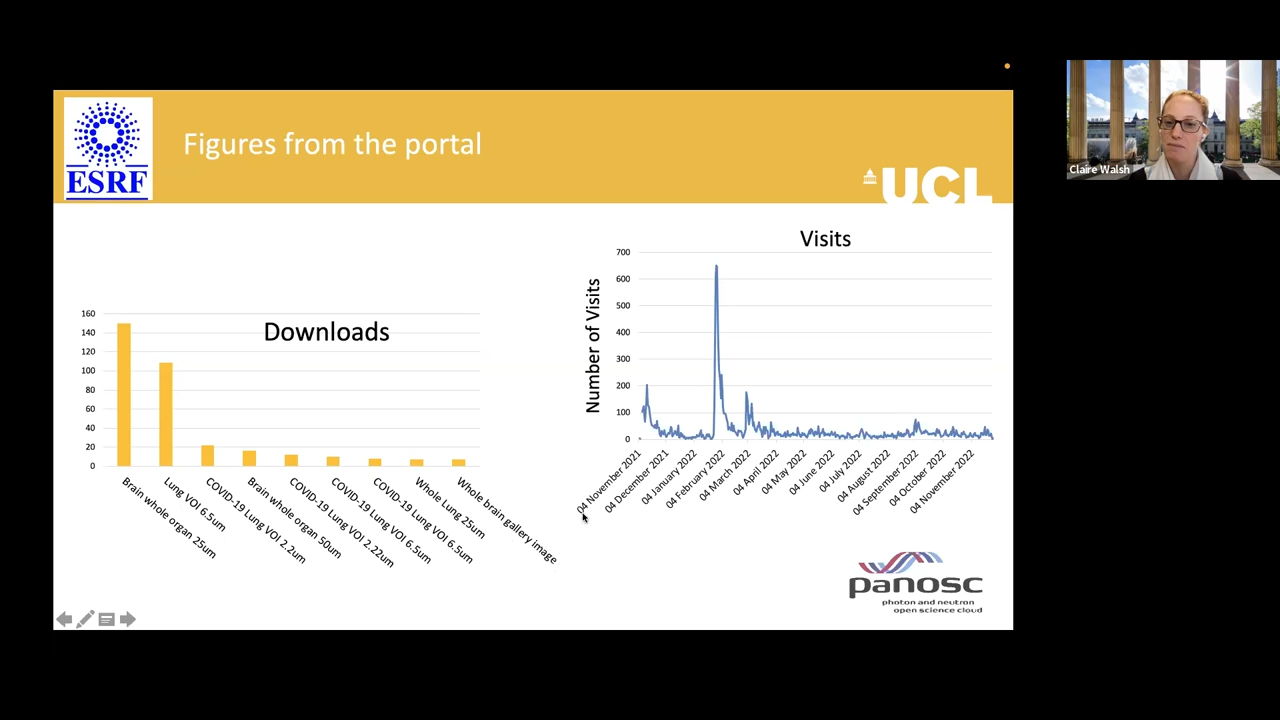 ESRF
Figures from the portal
UCL
Claire Walsh
Downloads
160
140
120
100
80
60
40
20
0
Brain whole organ 25um
Lung VOI 6.5um
COVID-19 Lung VOI 2.2um
Brain whole organ 50um
COVID-19 Lung VOI 2.22um
COVID-19 Lung VOI 6.5um
COVID-19 Lung VOI 6.5um
Whole Lung 25um
Whole brain gallery image
Visits
Number of Visits
700
600
500
400
300
200
100
0
04 November 2021
04 December 2021
04 January 2022
04 February 2022
04 March 2022
04 April 2022
04 May 2022
04 June 2022
04 July 2022
04 August 2022
04 September 2022
04 October 2022
04 November 2022
panosc
photon and neutron
open science cloud